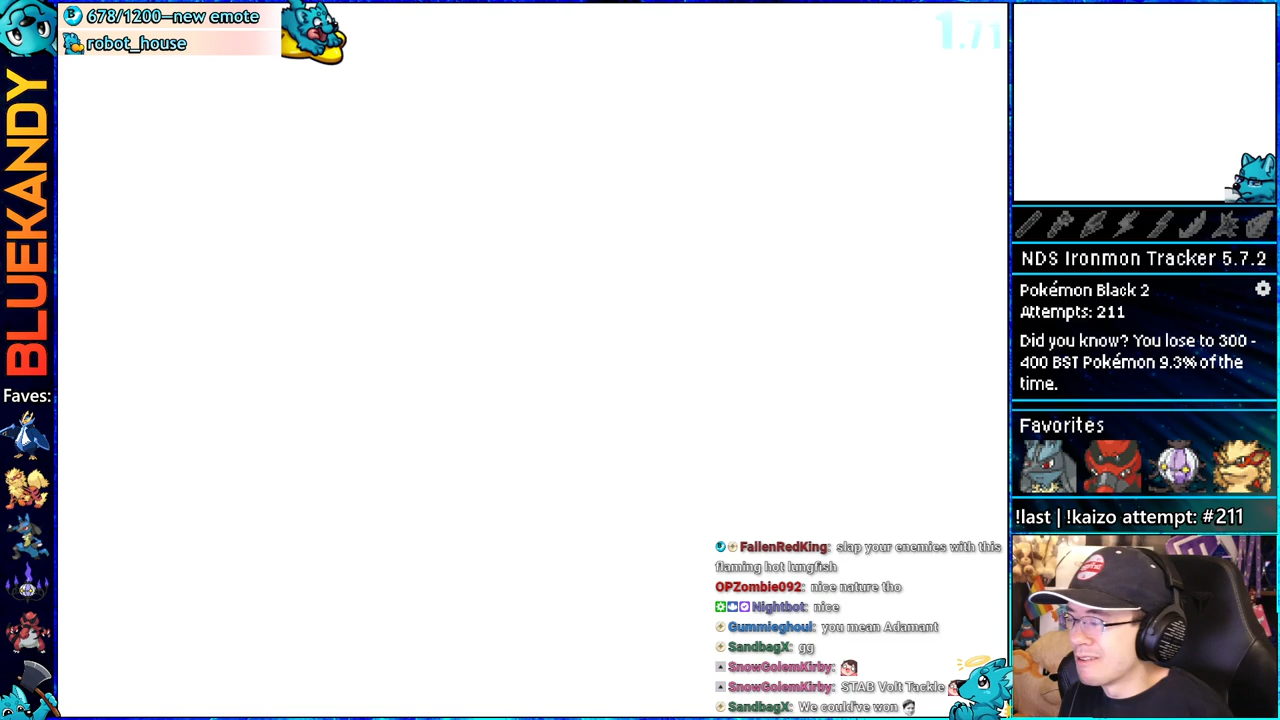 678/1200—new emote
robot_house
1.71
BLUEKANDY
Faves:
NDS Ironmon Tracker 5.7.2
Pokémon Black 2
Attempts: 211
Did you know? You lose to 300 -
400 BST Pokémon 9.3% of the
time.
Favorites
!last | !kaizo attempt: #211
FallenRedKing: slap your enemies with this
flaming hot lungfish
OPZombie092: nice nature tho
Nightbot: nice
Gummieghoul: you mean Adamant
SandbagX: gg
SnowGolemKirby:
SnowGolemKirby: STAB Volt Tackle
SandbagX: We could've won